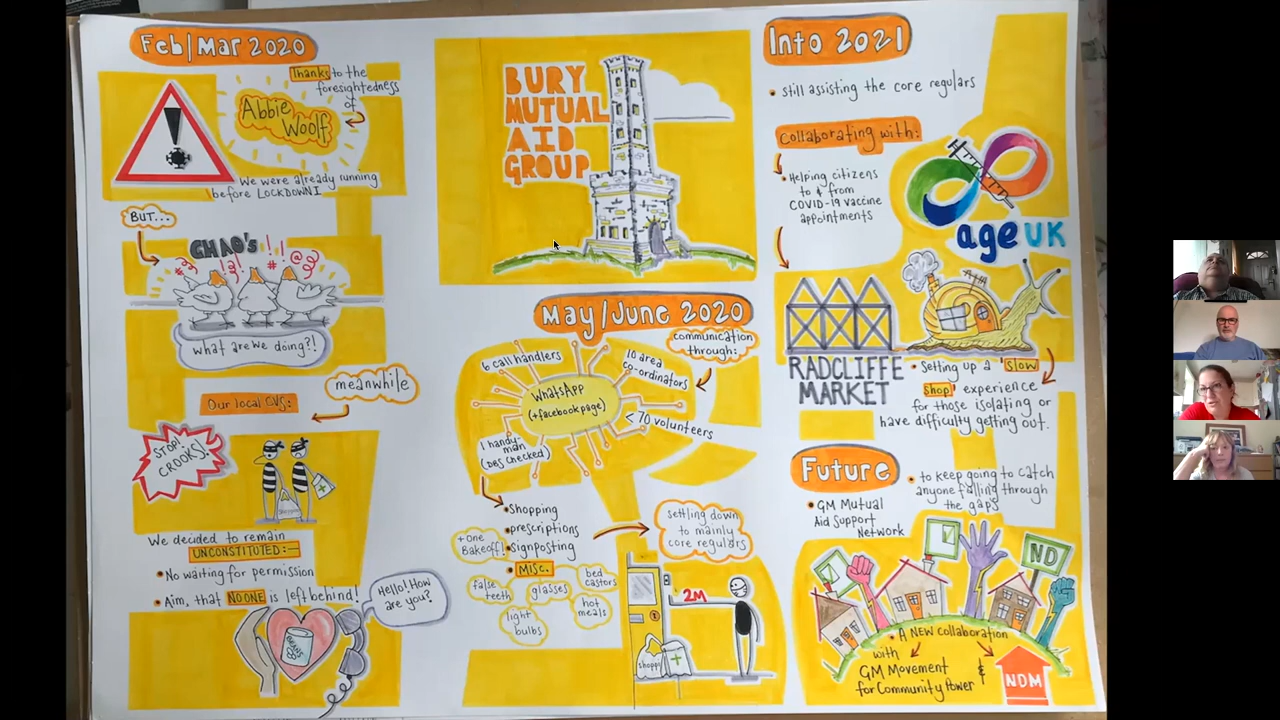 Feb/Mar 2020
Thanks to the
foresightedness
of
Abbie
Woolf
We were already running
before LOCKDOWN!
BUT...
CHAO's!!
#!
!?!
#!@
What are we doing?!
meanwhile
Our local CVS:
STOP!
CROOKS!
We decided to remain
UNCONSTITUTED:-
• No waiting for permission
• Aim, that NO ONE is left behind!
Hello! How
are you?
BEANS
BURY
MUTUAL
AID
GROUP
May/June 2020
communication
through:
6 call handlers
10 area
co-ordinators
WhatsApp
(+facebook page)
< 70 volunteers
1 handy-
man
(DBS checked)
• Shopping
• prescriptions
• signposting
• MISC.
+ one
Bakeoff!
false
teeth
glasses
bed
castors
light
bulbs
hot
meals
settling down
to mainly
core regulars
2M
shoppi
Into 2021
• still assisting the core regulars
Collaborating with:
• Helping citizens
to & from
COVID-19 vaccine
appointments
age UK
RADCLIFFE
MARKET
• Setting up a 'slow
shop' experience
for those isolating or
have difficulty getting out.
Future
• to keep going to catch
anyone falling through
the gaps
• GM Mutual
Aid Support
Network
ND
• A NEW collaboration
with
GM Movement
for Community Power
&
NDM